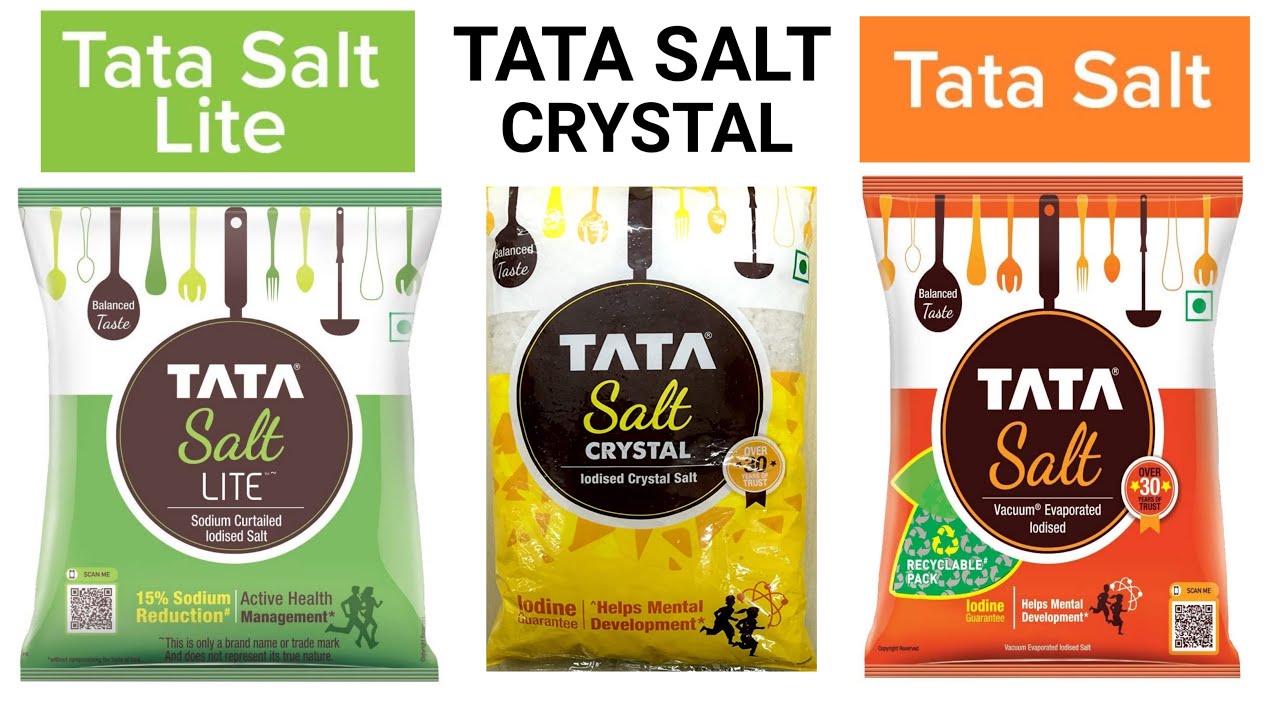 Tata Salt
Lite
TATA SALT
CRYSTAL
Tata Salt
Balanced
Taste
TATA®
Salt
LITE™~
Sodium Curtailed
Iodised Salt
SCAN ME
15% Sodium
Reduction#
Active Health
Management*
~This is only a brand name or trade mark
And does not represent its true nature.
Balanced
Taste
TATA®
Salt
CRYSTAL
Iodised Crystal Salt
OVER
30
YEARS OF
TRUST
Iodine
Guarantee
^Helps Mental
Development*
Balanced
Taste
TATA®
Salt
Vacuum® Evaporated
Iodised
OVER
30
YEARS OF
TRUST
RECYCLABLE#
PACK
Iodine
Guarantee
Helps Mental
Development*
SCAN ME
Copyright Reserved
Vacuum Evaporated Iodised Salt